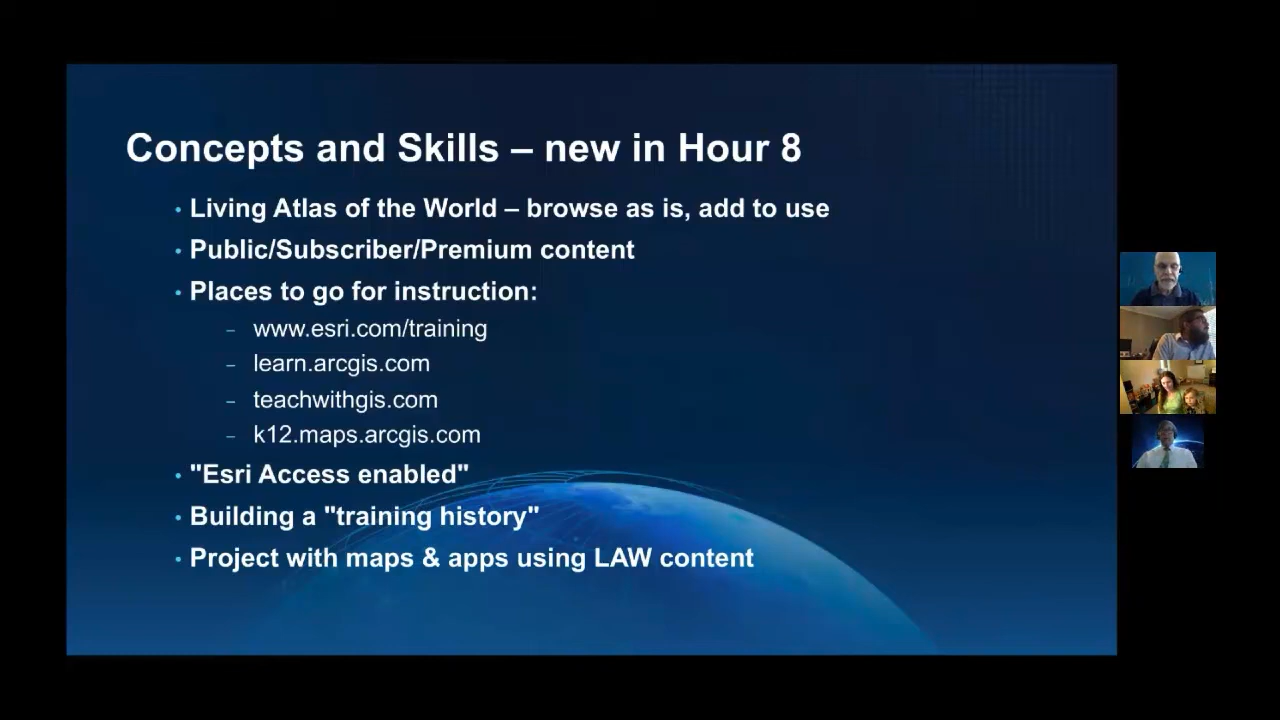 Concepts and Skills – new in Hour 8
• Living Atlas of the World – browse as is, add to use
• Public/Subscriber/Premium content
• Places to go for instruction:
– www.esri.com/training
– learn.arcgis.com
– teachwithgis.com
– k12.maps.arcgis.com
• "Esri Access enabled"
• Building a "training history"
• Project with maps & apps using LAW content